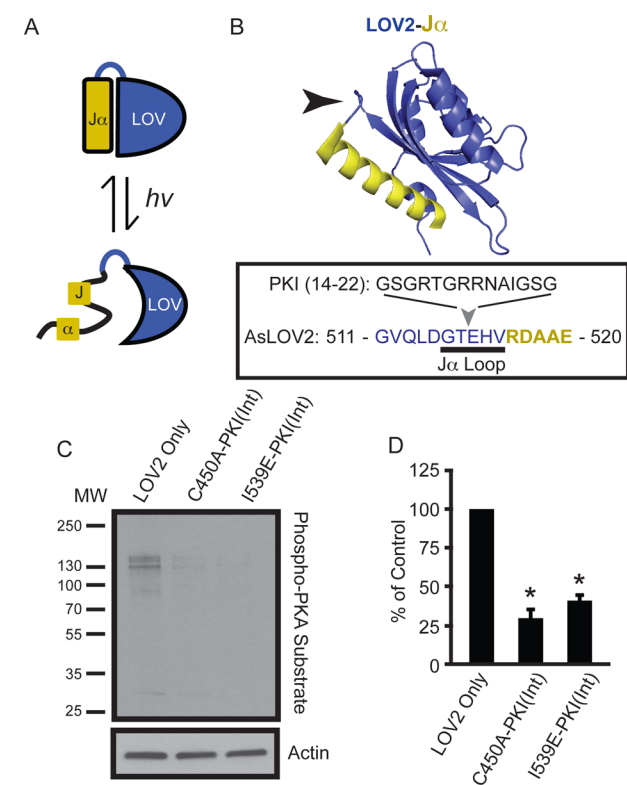 A
Jα
LOV
hν
J
α
LOV
B
LOV2-Jα
PKI (14-22): GSGRTGRRNAIGSG
AsLOV2: 511 - GVQLDGTEHVRDAAE - 520
Jα Loop
C
MW
LOV2 Only
C450A-PKI(Int)
I539E-PKI(Int)
250
130
100
70
55
35
25
Phospho-PKA Substrate
Actin
D
% of Control
125
100
75
50
25
0
*
*
LOV2 Only
C450A-PKI(Int)
I539E-PKI(Int)